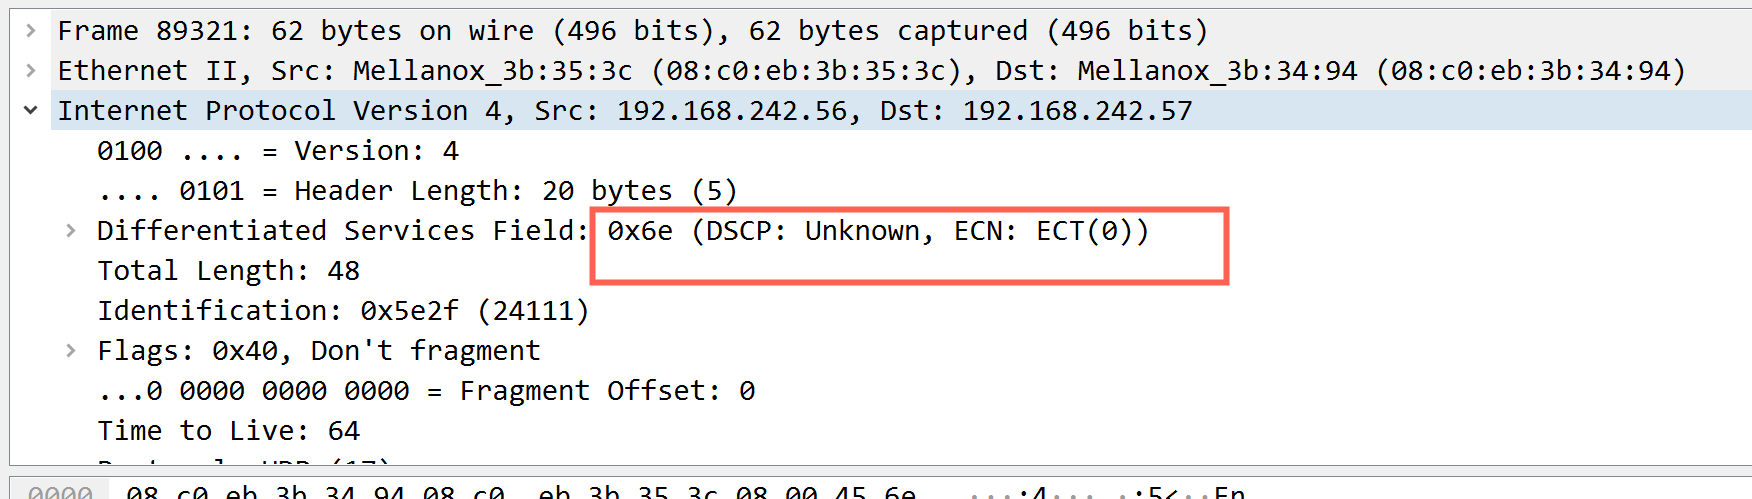 Frame 89321: 62 bytes on wire (496 bits), 62 bytes captured (496 bits)
Ethernet II, Src: Mellanox_3b:35:3c (08:c0:eb:3b:35:3c), Dst: Mellanox_3b:34:94 (08:c0:eb:3b:34:94)
Internet Protocol Version 4, Src: 192.168.242.56, Dst: 192.168.242.57
0100 .... = Version: 4
.... 0101 = Header Length: 20 bytes (5)
Differentiated Services Field: 0x6e (DSCP: Unknown, ECN: ECT(0))
Total Length: 48
Identification: 0x5e2f (24111)
Flags: 0x40, Don't fragment
...0 0000 0000 0000 = Fragment Offset: 0
Time to Live: 64
0000 08 c0 eb 3b 34 94 08 c0 eb 3b 35 3c 08 00 45 6e ···;4··· ·;5<··En